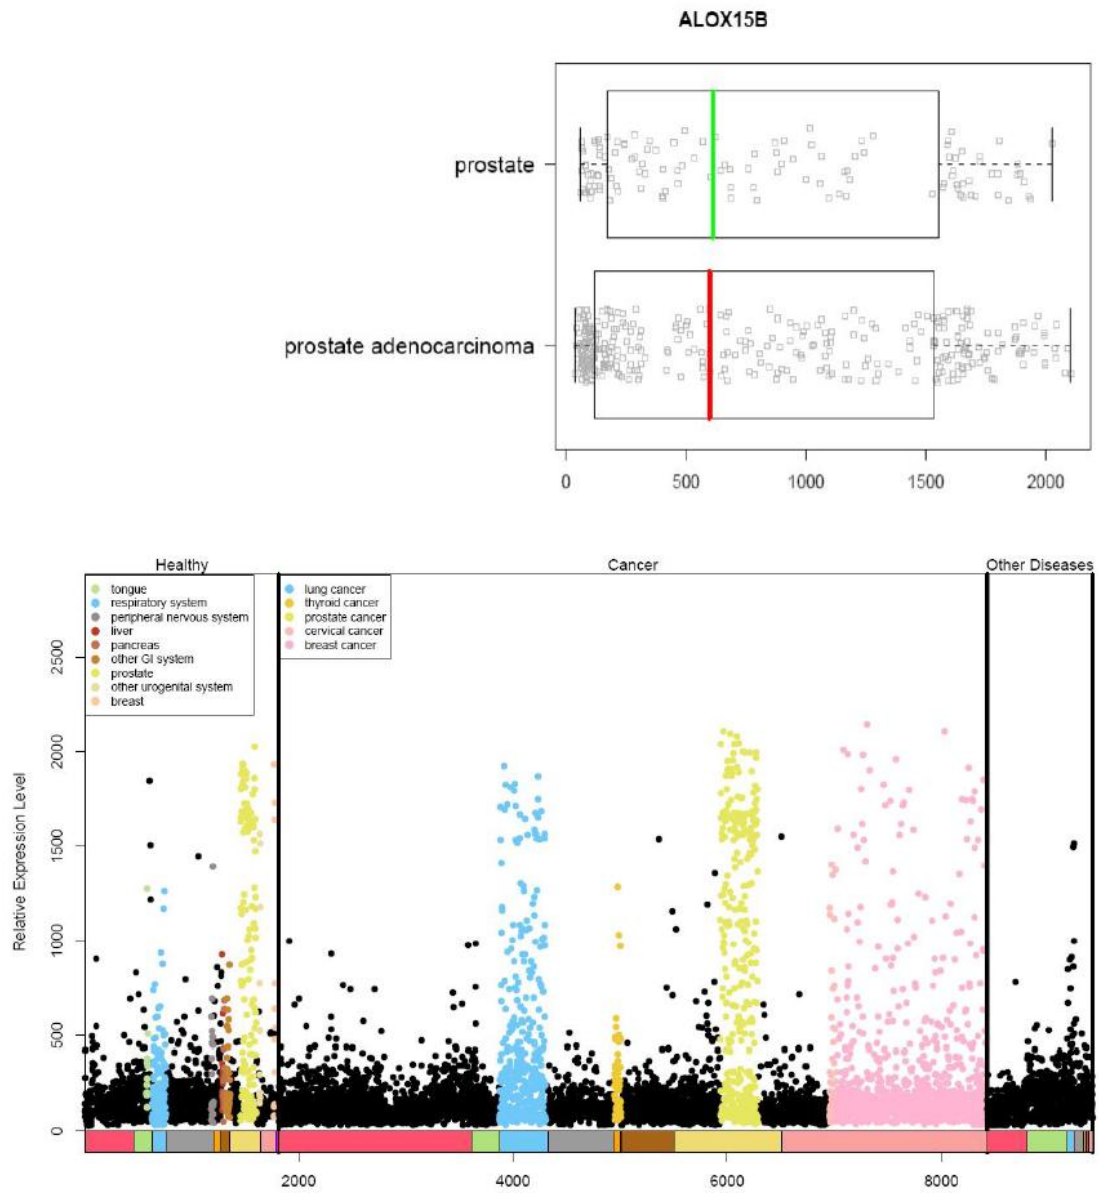 ALOX15B
prostate
prostate adenocarcinoma
0 500 1000 1500 2000
Healthy Cancer Other Diseases
tongue
respiratory system
peripheral nervous system
liver
pancreas
other GI system
prostate
other urogenital system
breast
lung cancer
thyroid cancer
prostate cancer
cervical cancer
breast cancer
Relative Expression Level
2500
2000
1500
1000
500
0
2000 4000 6000 8000